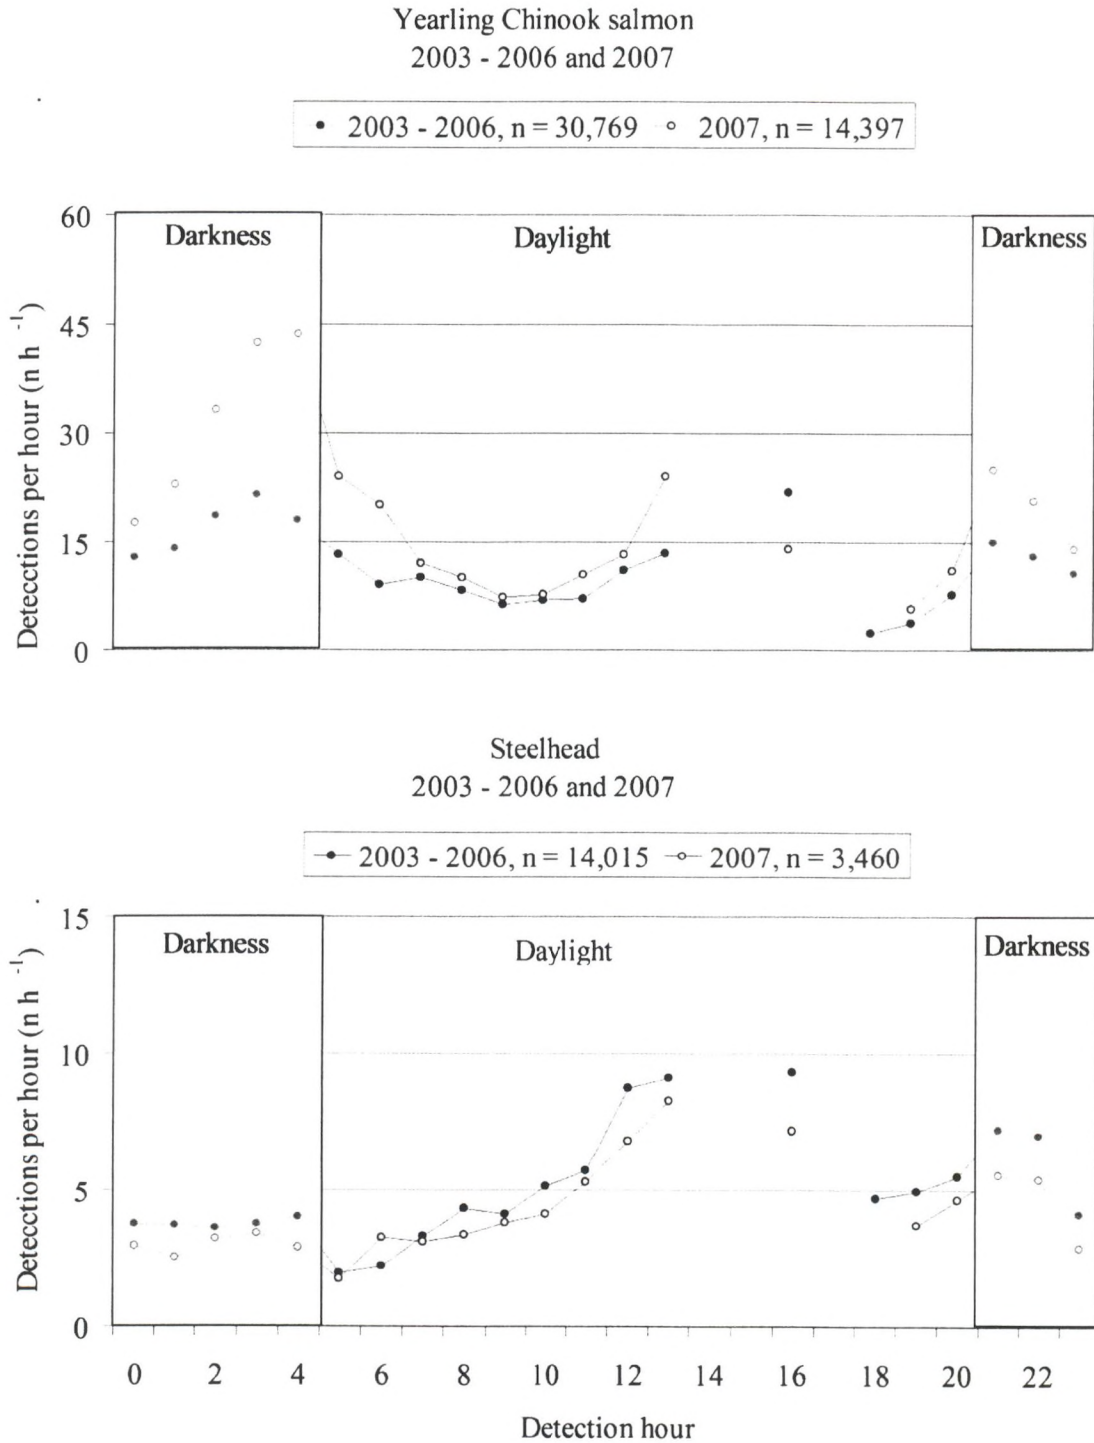 Yearling Chinook salmon
2003 - 2006 and 2007
2003 - 2006, n = 30,769 2007, n = 14,397
Darkness Daylight Darkness
60
45
30
15
0
Detecctions per hour (n h -1)
Steelhead
2003 - 2006 and 2007
2003 - 2006, n = 14,015 2007, n = 3,460
Darkness Daylight Darkness
15
10
5
0
Detecctions per hour (n h -1)
0 2 4 6 8 10 12 14 16 18 20 22
Detection hour